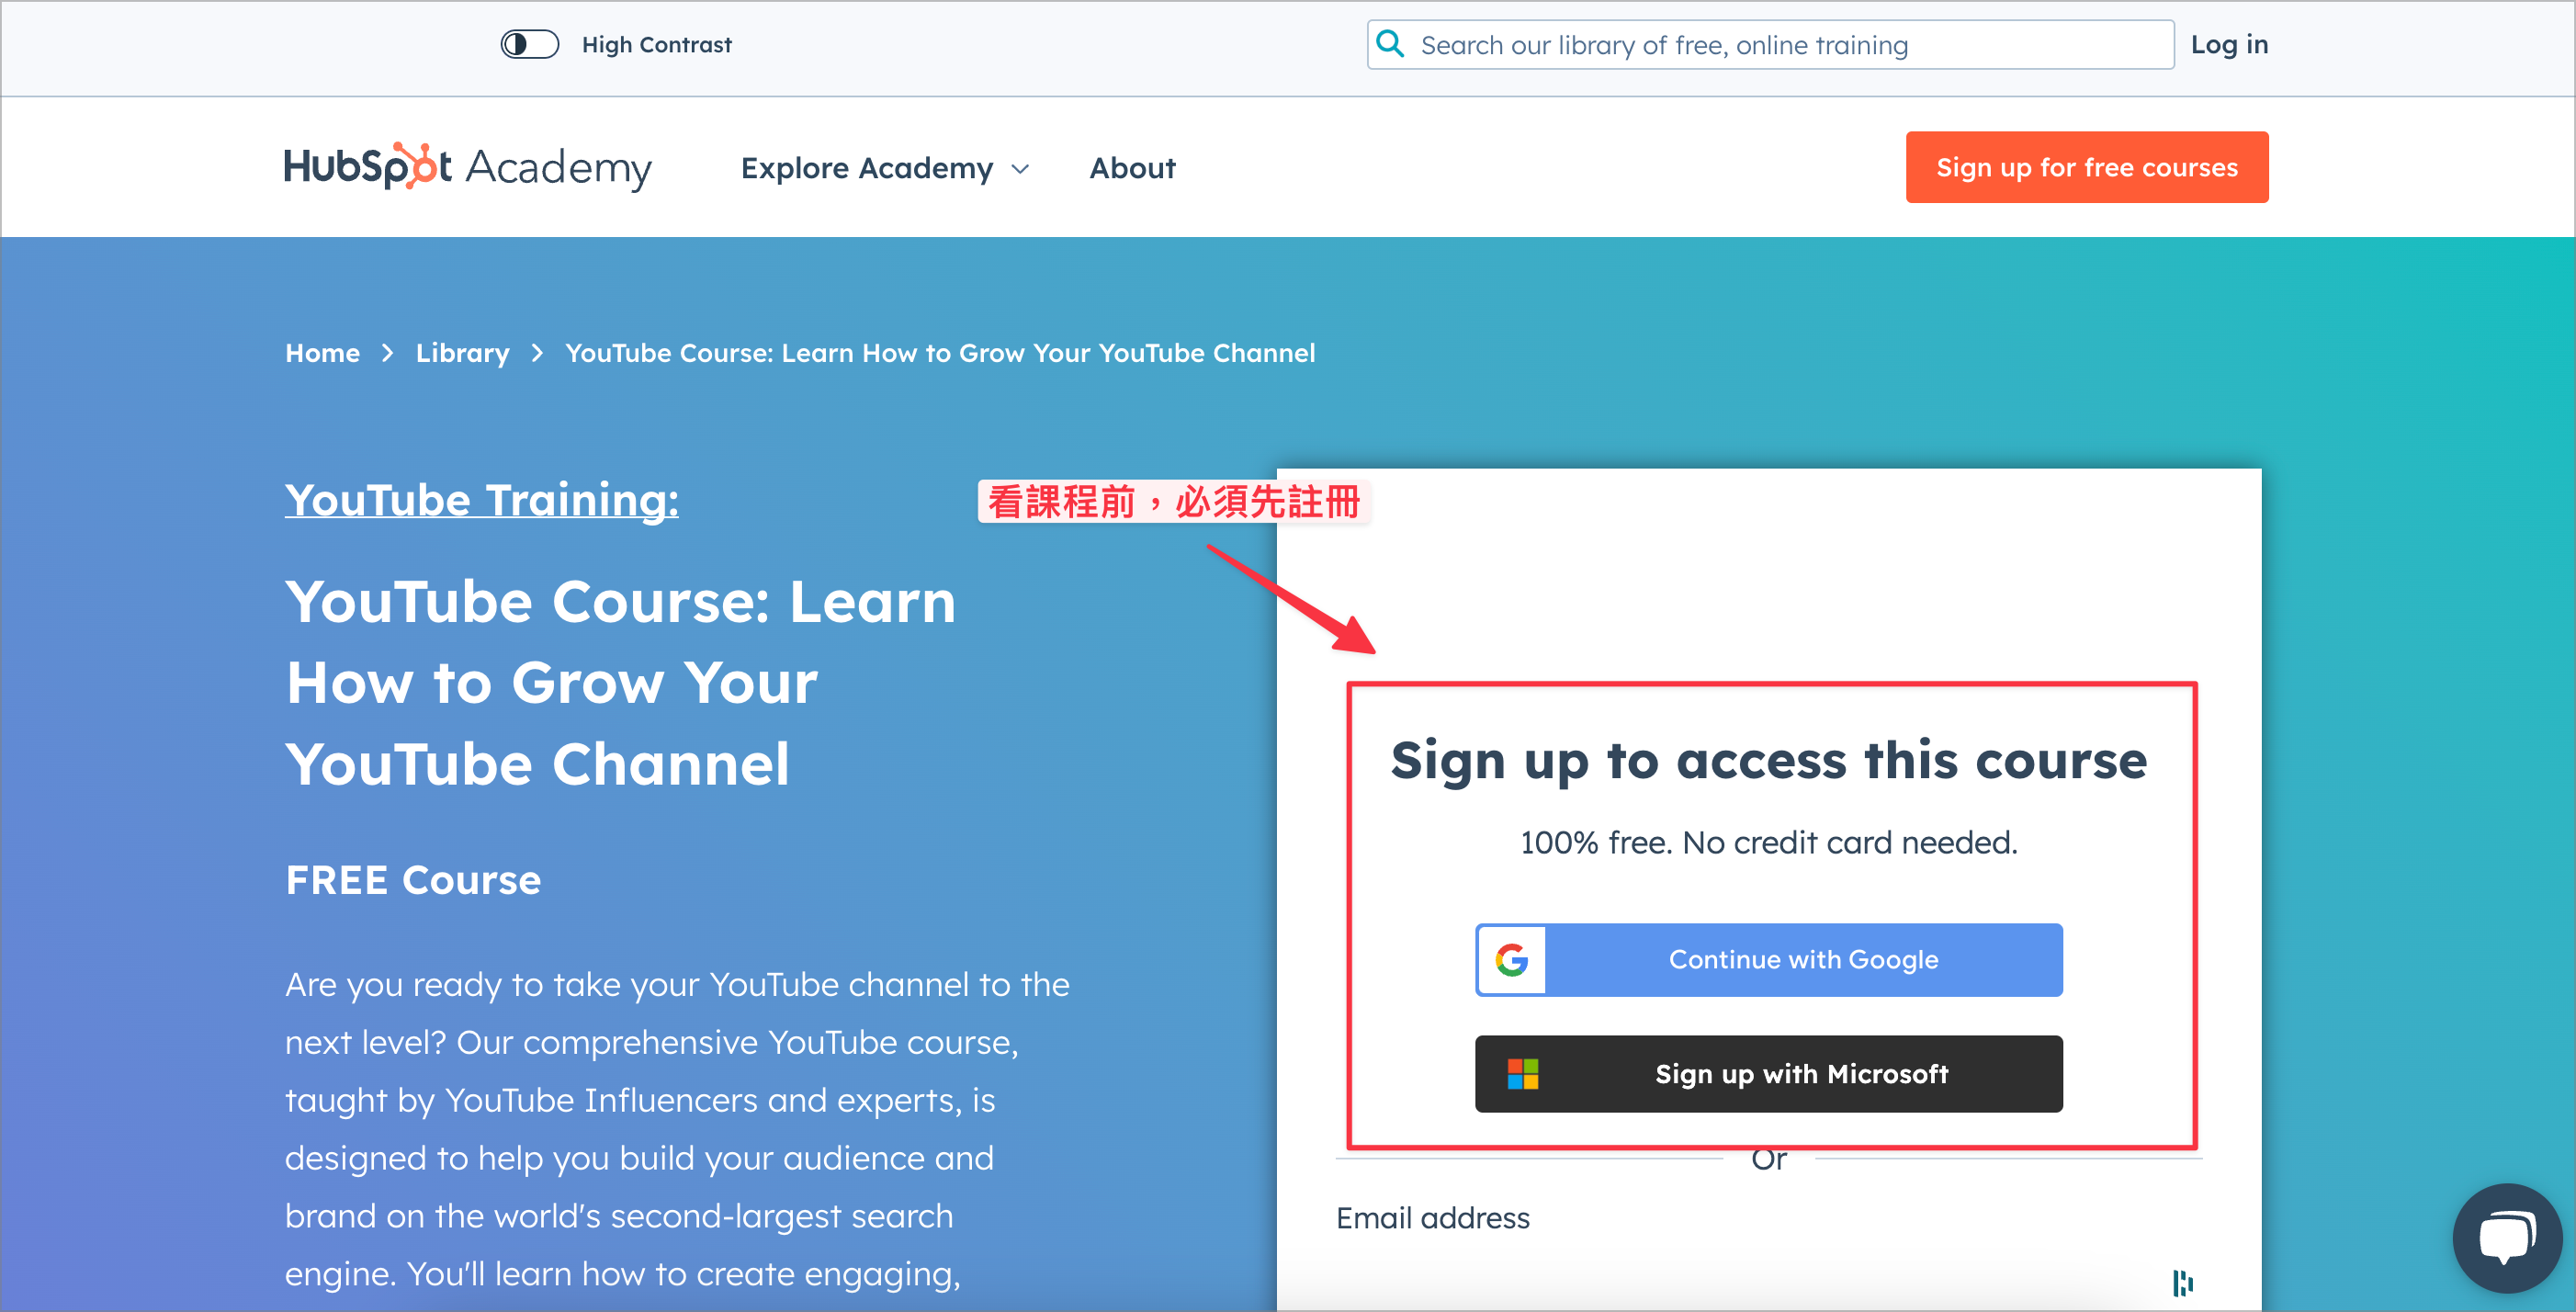 High Contrast
Search our library of free, online training
Log in
HubSpot Academy
Explore Academy
About
Sign up for free courses
Home > Library > YouTube Course: Learn How to Grow Your YouTube Channel
YouTube Training:
YouTube Course: Learn
How to Grow Your
YouTube Channel
FREE Course
Are you ready to take your YouTube channel to the
next level? Our comprehensive YouTube course,
taught by YouTube Influencers and experts, is
designed to help you build your audience and
brand on the world's second-largest search
engine. You'll learn how to create engaging,
看課程前，必須先註冊
Sign up to access this course
100% free. No credit card needed.
Continue with Google
Sign up with Microsoft
Or
Email address